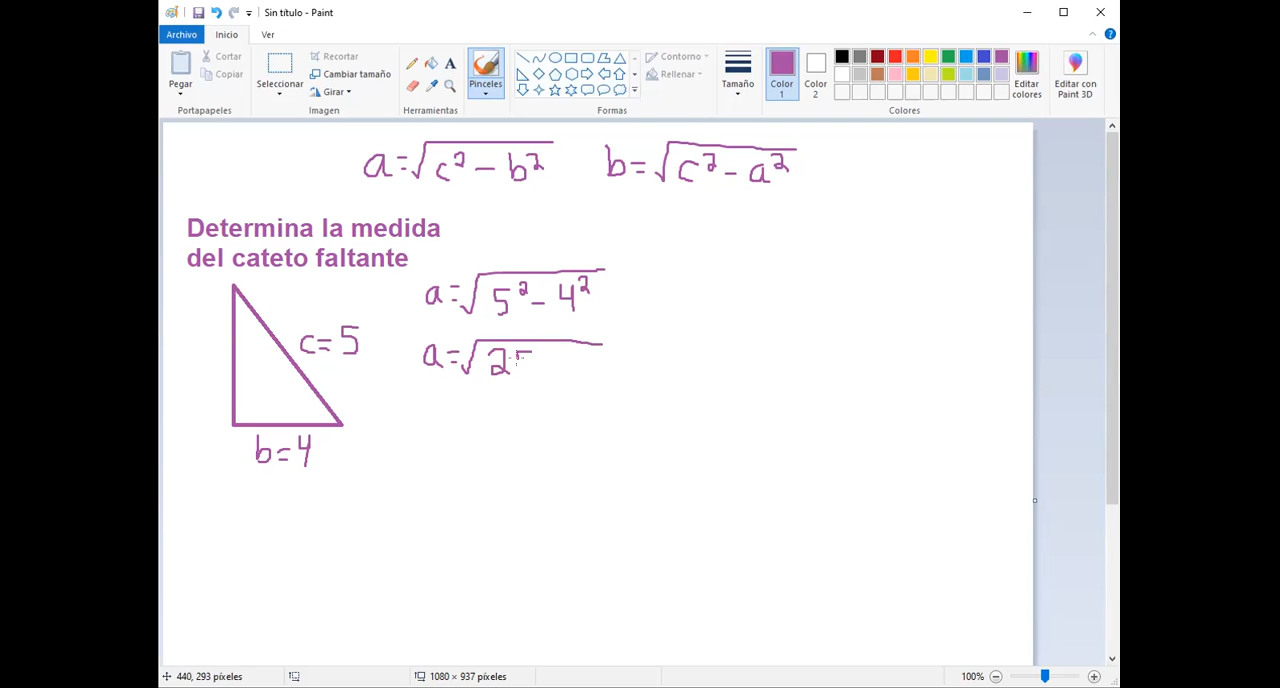 Sin título - Paint
Archivo Inicio Ver
Pegar
Cortar
Copiar
Portapapeles
Seleccionar
Recortar
Cambiar tamaño
Girar
Imagen
A
Herramientas
Pinceles
Contorno
Rellenar
Formas
Tamaño
Color 1
Color 2
Editar colores
Colores
Editar con Paint 3D
a=√c²-b² b=√c²-a²
Determina la medida
del cateto faltante
a=√5²-4²
c=5
a=√25
b=4
440, 293 píxeles 1080 × 937 píxeles 100%